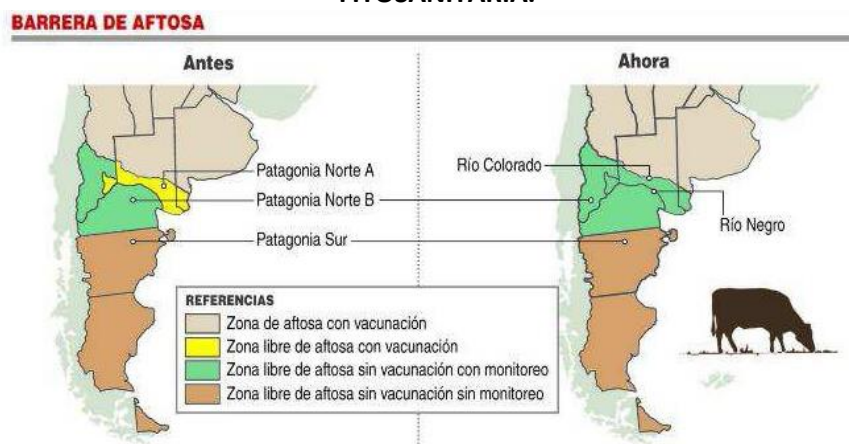 BARRERA DE AFTOSA
Antes
Ahora
Patagonia Norte A
Patagonia Norte B
Patagonia Sur
Río Colorado
Río Negro
REFERENCIAS
Zona de aftosa con vacunación
Zona libre de aftosa con vacunación
Zona libre de aftosa sin vacunación con monitoreo
Zona libre de aftosa sin vacunación sin monitoreo